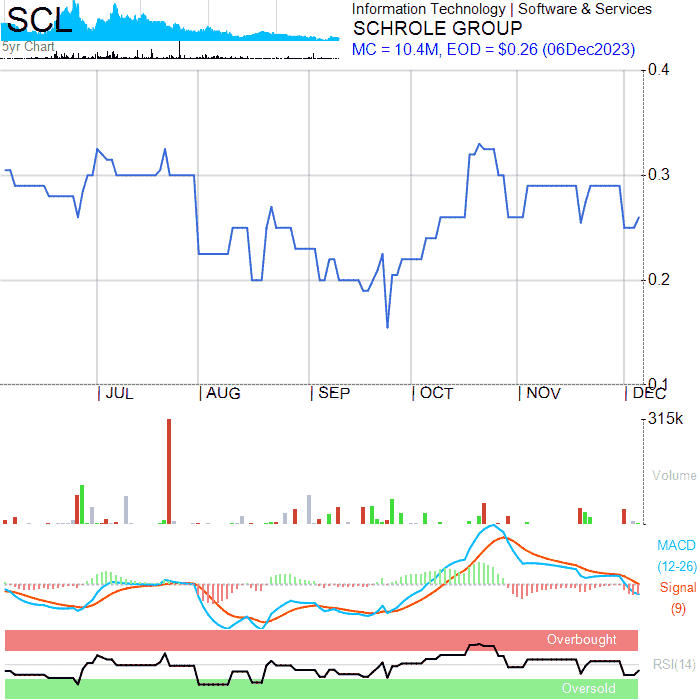 SCL
5yr Chart
Information Technology | Software & Services
SCHROLE GROUP
MC = 10.4M, EOD = $0.26 (06Dec2023)
0.4
0.3
0.2
0.1
| JUL | AUG | SEP | OCT | NOV | DEC
315k
Volume
MACD
(12-26)
Signal
(9)
Overbought
RSI(14)
Oversold